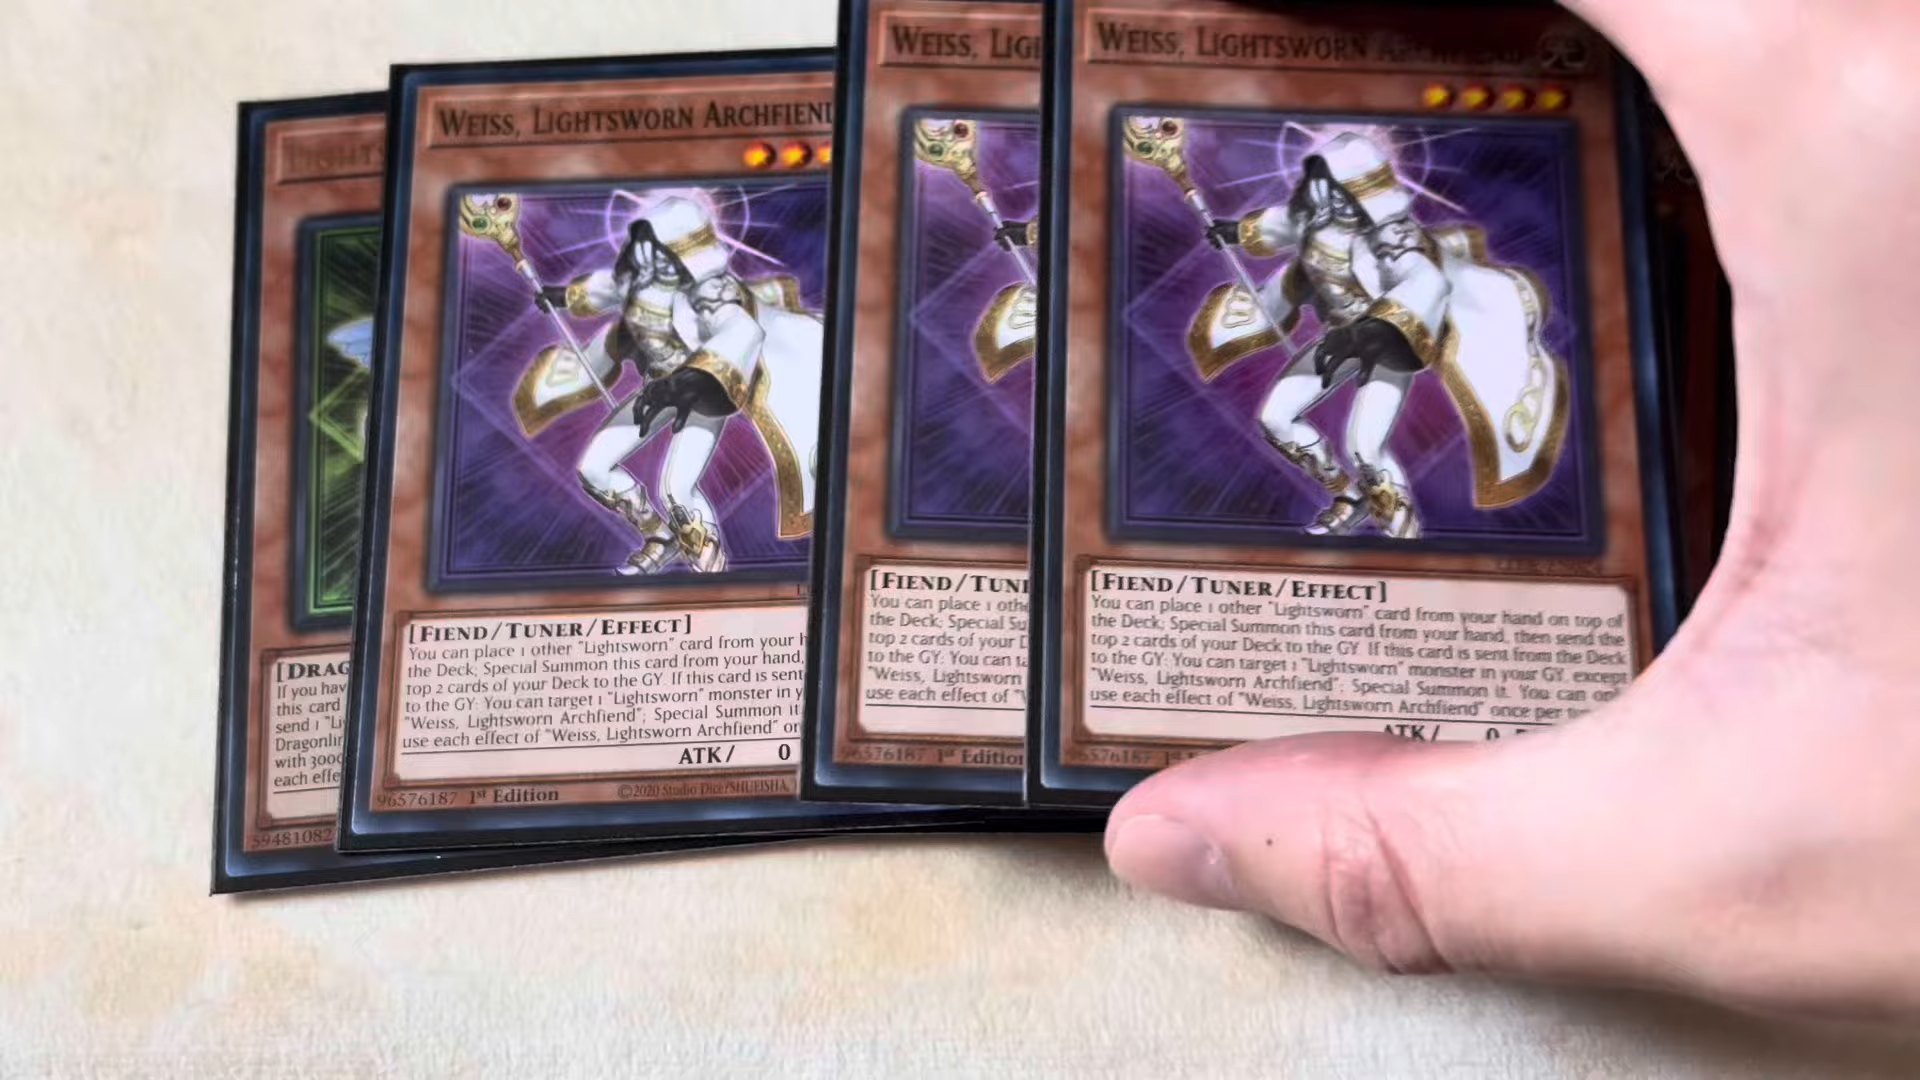 WEISS, LIGHTSWORN ARCHFIEND
[FIEND/TUNER/EFFECT]
You can place 1 other "Lightsworn" card from your h
the Deck; Special Summon this card from your hand,
top 2 cards of your Deck to the GY. If this card is sent
to the GY: You can target 1 "Lightsworn" monster in y
"Weiss, Lightsworn Archfiend"; Special Summon it
use each effect of "Weiss, Lightsworn Archfiend" on
ATK/ 0
96576187 1st Edition ©2020 Studio Dice/SHUEISHA,
[DRAG
If you hav
this card
send 1 "Li
Dragonlin
with 3000
each effe
59481082
WEISS, LIG
[FIEND/TUN
You can place 1 othe
the Deck; Special Su
top 2 cards of your D
to the GY: You can ta
"Weiss, Lightsworn
use each effect of "
96576187 1st Edition
WEISS, LIGHTSWORN ARCHFIEND
[FIEND/TUNER/EFFECT]
You can place 1 other "Lightsworn" card from your hand on top of
the Deck; Special Summon this card from your hand, then send the
top 2 cards of your Deck to the GY. If this card is sent from the Deck
to the GY: You can target 1 "Lightsworn" monster in your GY, except
"Weiss, Lightsworn Archfiend"; Special Summon it. You can only
use each effect of "Weiss, Lightsworn Archfiend" once per turn
ATK/ 0
96576187 1st